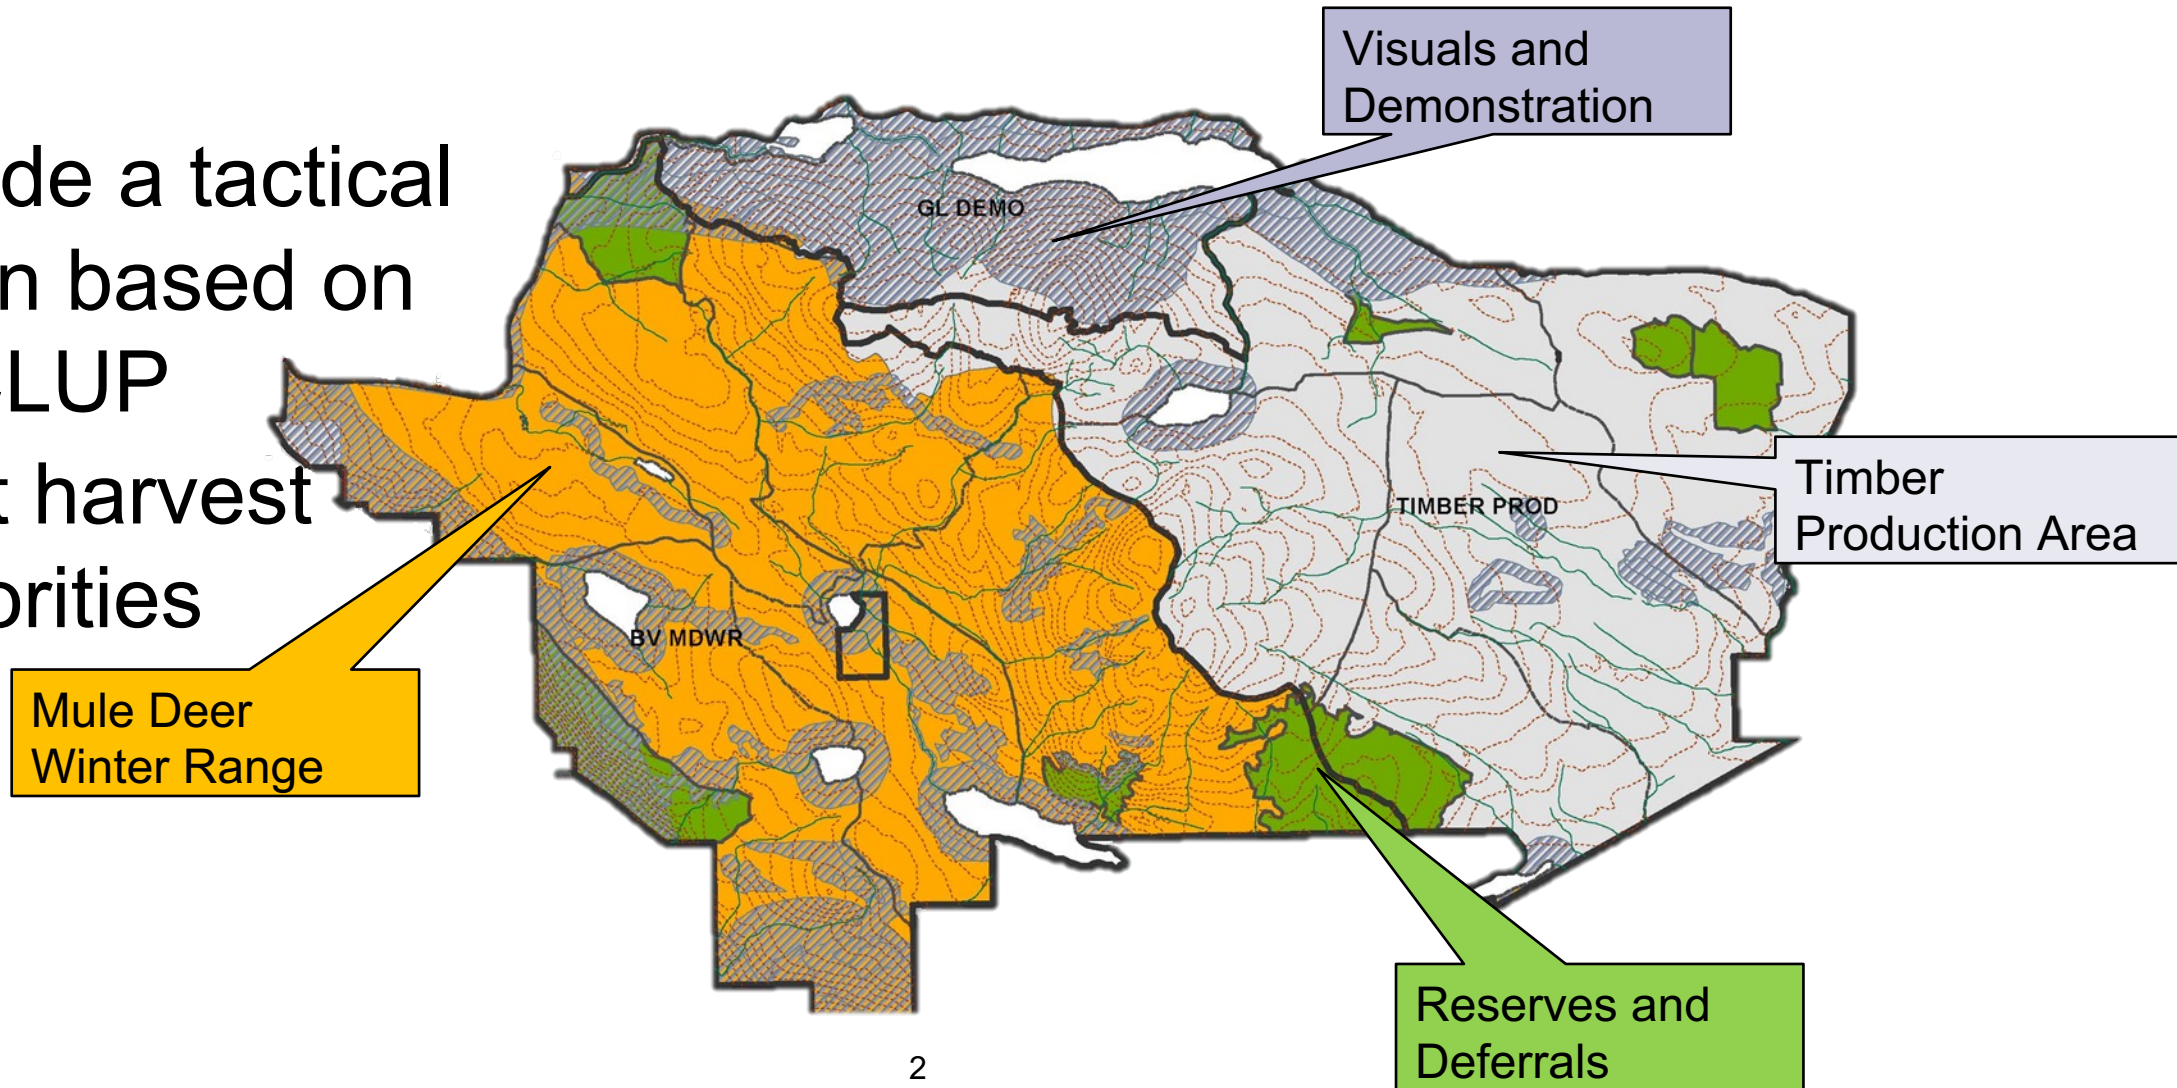 de a tactical
n based on
LUP
t harvest
orities
Visuals and
Demonstration
GL DEMO
Timber
Production Area
TIMBER PROD
BV MDWR
Mule Deer
Winter Range
Reserves and
Deferrals
2